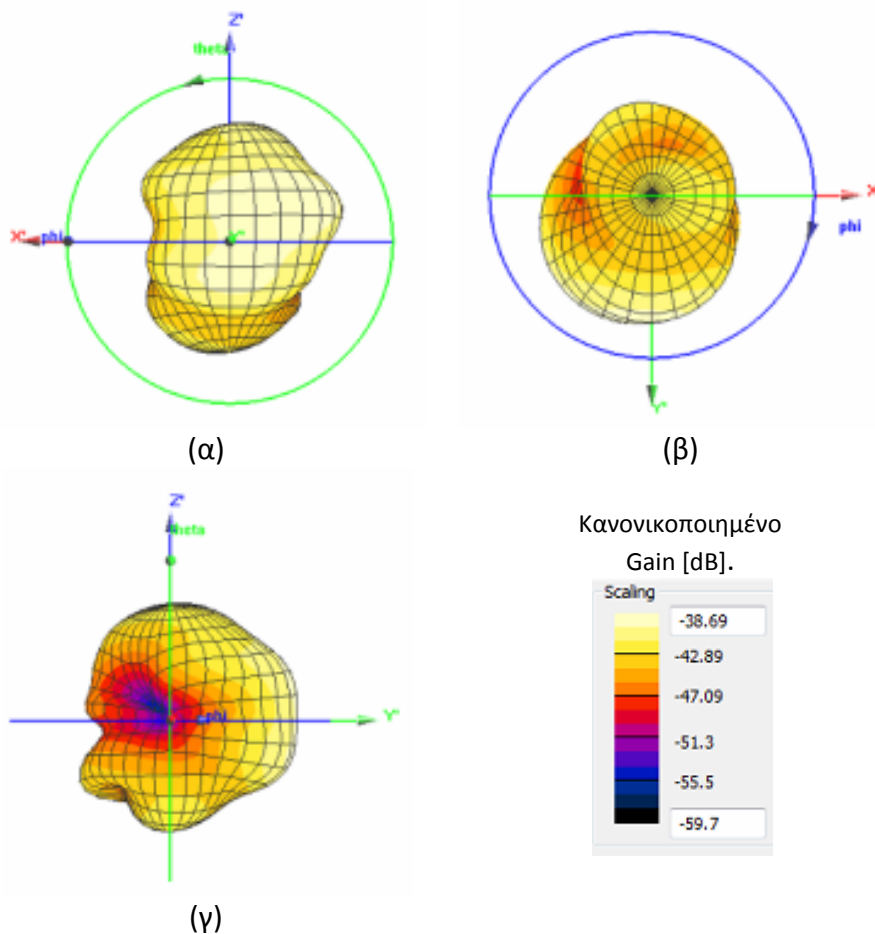 Z'
theta
X'
phi
Y'
(α)
X
phi
Y'
(β)
Z'
theta
phi
Y'
(γ)
Κανονικοποιημένο
Gain [dB].
Scaling
-38.69
-42.89
-47.09
-51.3
-55.5
-59.7